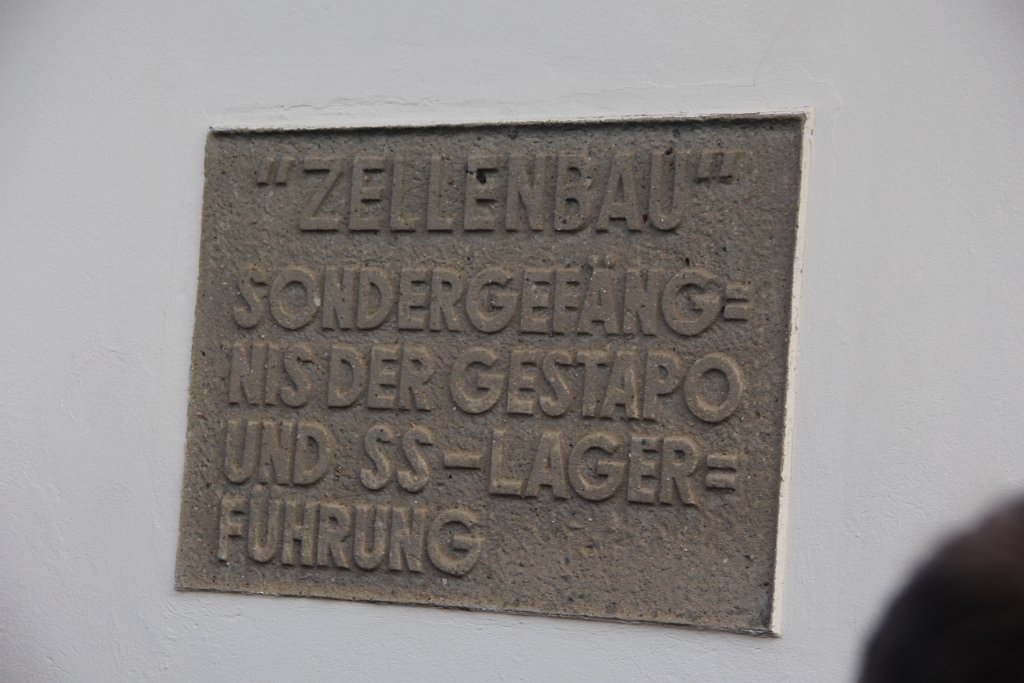 "ZELLENBAU"
SONDERGEFÄNG=
NIS DER GESTAPO
UND SS-LAGER=
FÜHRUNG